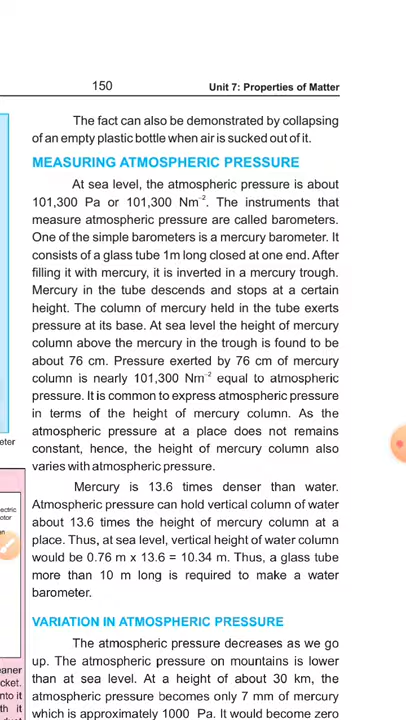 150 Unit 7: Properties of Matter
The fact can also be demonstrated by collapsing
of an empty plastic bottle when air is sucked out of it.
MEASURING ATMOSPHERIC PRESSURE
At sea level, the atmospheric pressure is about
101,300 Pa or 101,300 Nm⁻². The instruments that
measure atmospheric pressure are called barometers.
One of the simple barometers is a mercury barometer. It
consists of a glass tube 1m long closed at one end. After
filling it with mercury, it is inverted in a mercury trough.
Mercury in the tube descends and stops at a certain
height. The column of mercury held in the tube exerts
pressure at its base. At sea level the height of mercury
column above the mercury in the trough is found to be
about 76 cm. Pressure exerted by 76 cm of mercury
column is nearly 101,300 Nm⁻² equal to atmospheric
pressure. It is common to express atmospheric pressure
in terms of the height of mercury column. As the
atmospheric pressure at a place does not remains
constant, hence, the height of mercury column also
varies with atmospheric pressure.
Mercury is 13.6 times denser than water.
Atmospheric pressure can hold vertical column of water
about 13.6 times the height of mercury column at a
place. Thus, at sea level, vertical height of water column
would be 0.76 m x 13.6 = 10.34 m. Thus, a glass tube
more than 10 m long is required to make a water
barometer.
VARIATION IN ATMOSPHERIC PRESSURE
The atmospheric pressure decreases as we go
up. The atmospheric pressure on mountains is lower
than at sea level. At a height of about 30 km, the
atmospheric pressure becomes only 7 mm of mercury
which is approximately 1000 Pa. It would become zero
eter
ectric
otor
an
eaner
cket.
nto it
th it